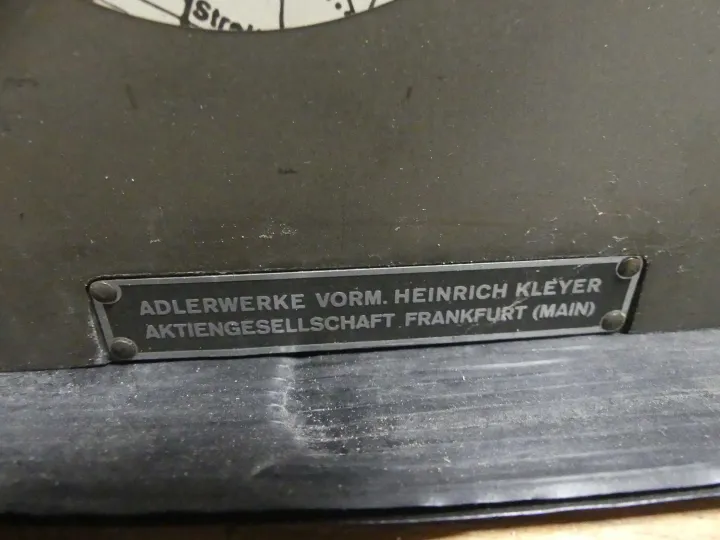 ADLERWERKE VORM. HEINRICH KLEYER
AKTIENGESELLSCHAFT FRANKFURT (MAIN)